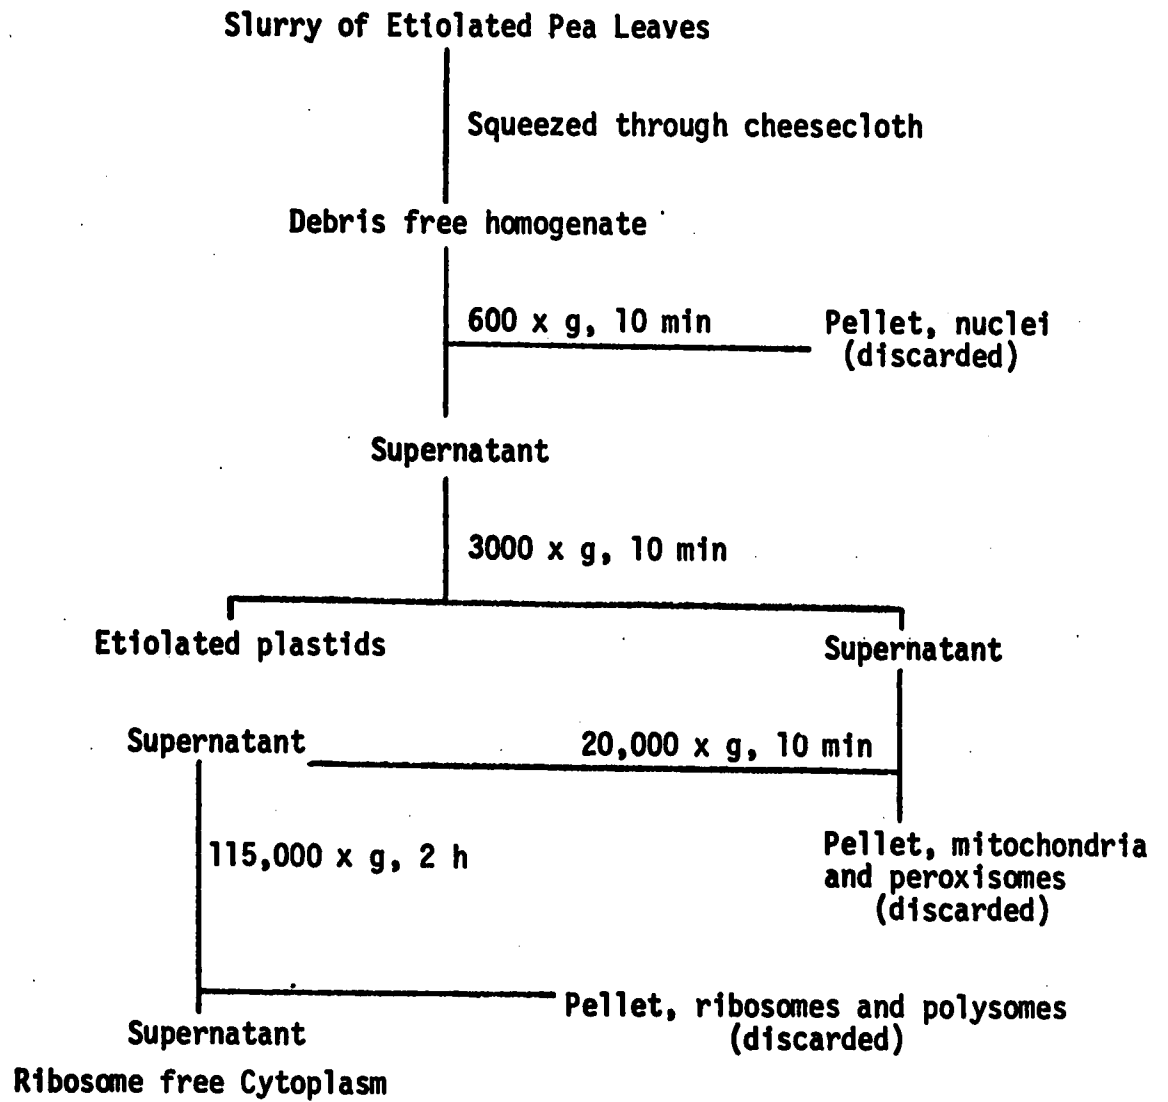 Slurry of Etiolated Pea Leaves
Squeezed through cheesecloth
Debris free homogenate
600 x g, 10 min
Pellet, nuclei
(discarded)
Supernatant
3000 x g, 10 min
Etiolated plastids
Supernatant
Supernatant
20,000 x g, 10 min
115,000 x g, 2 h
Pellet, mitochondria
and peroxisomes
(discarded)
Pellet, ribosomes and polysomes
(discarded)
Supernatant
Ribosome free Cytoplasm